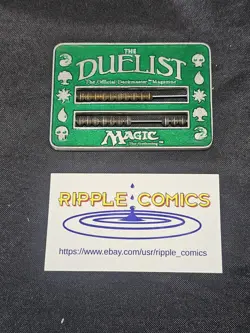 THE
DUELIST
The Official Deckmaster Magazine
MAGIC
The Gathering
RIPPLE COMICS
https://www.ebay.com/usr/ripple_comics